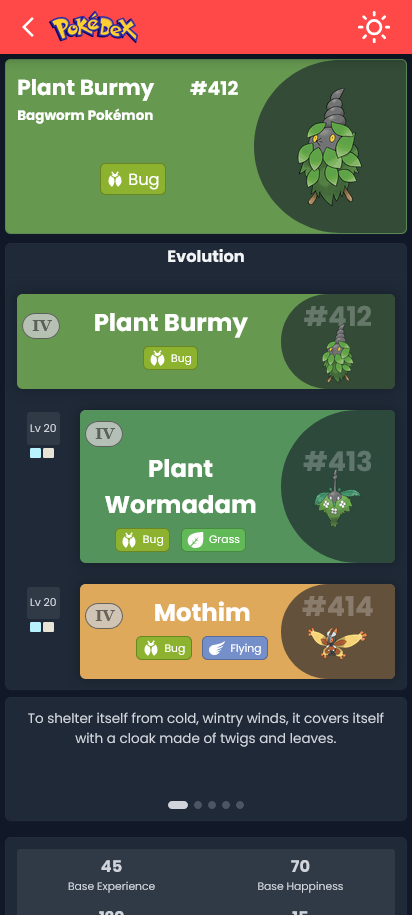 POKéDEX
Plant Burmy #412
Bagworm Pokémon
Bug
Evolution
IV
Plant Burmy
#412
Bug
Lv 20
IV
Plant
Wormadam
#413
Bug Grass
Lv 20
IV
Mothim
#414
Bug Flying
To shelter itself from cold, wintry winds, it covers itself
with a cloak made of twigs and leaves.
45 70
Base Experience Base Happiness